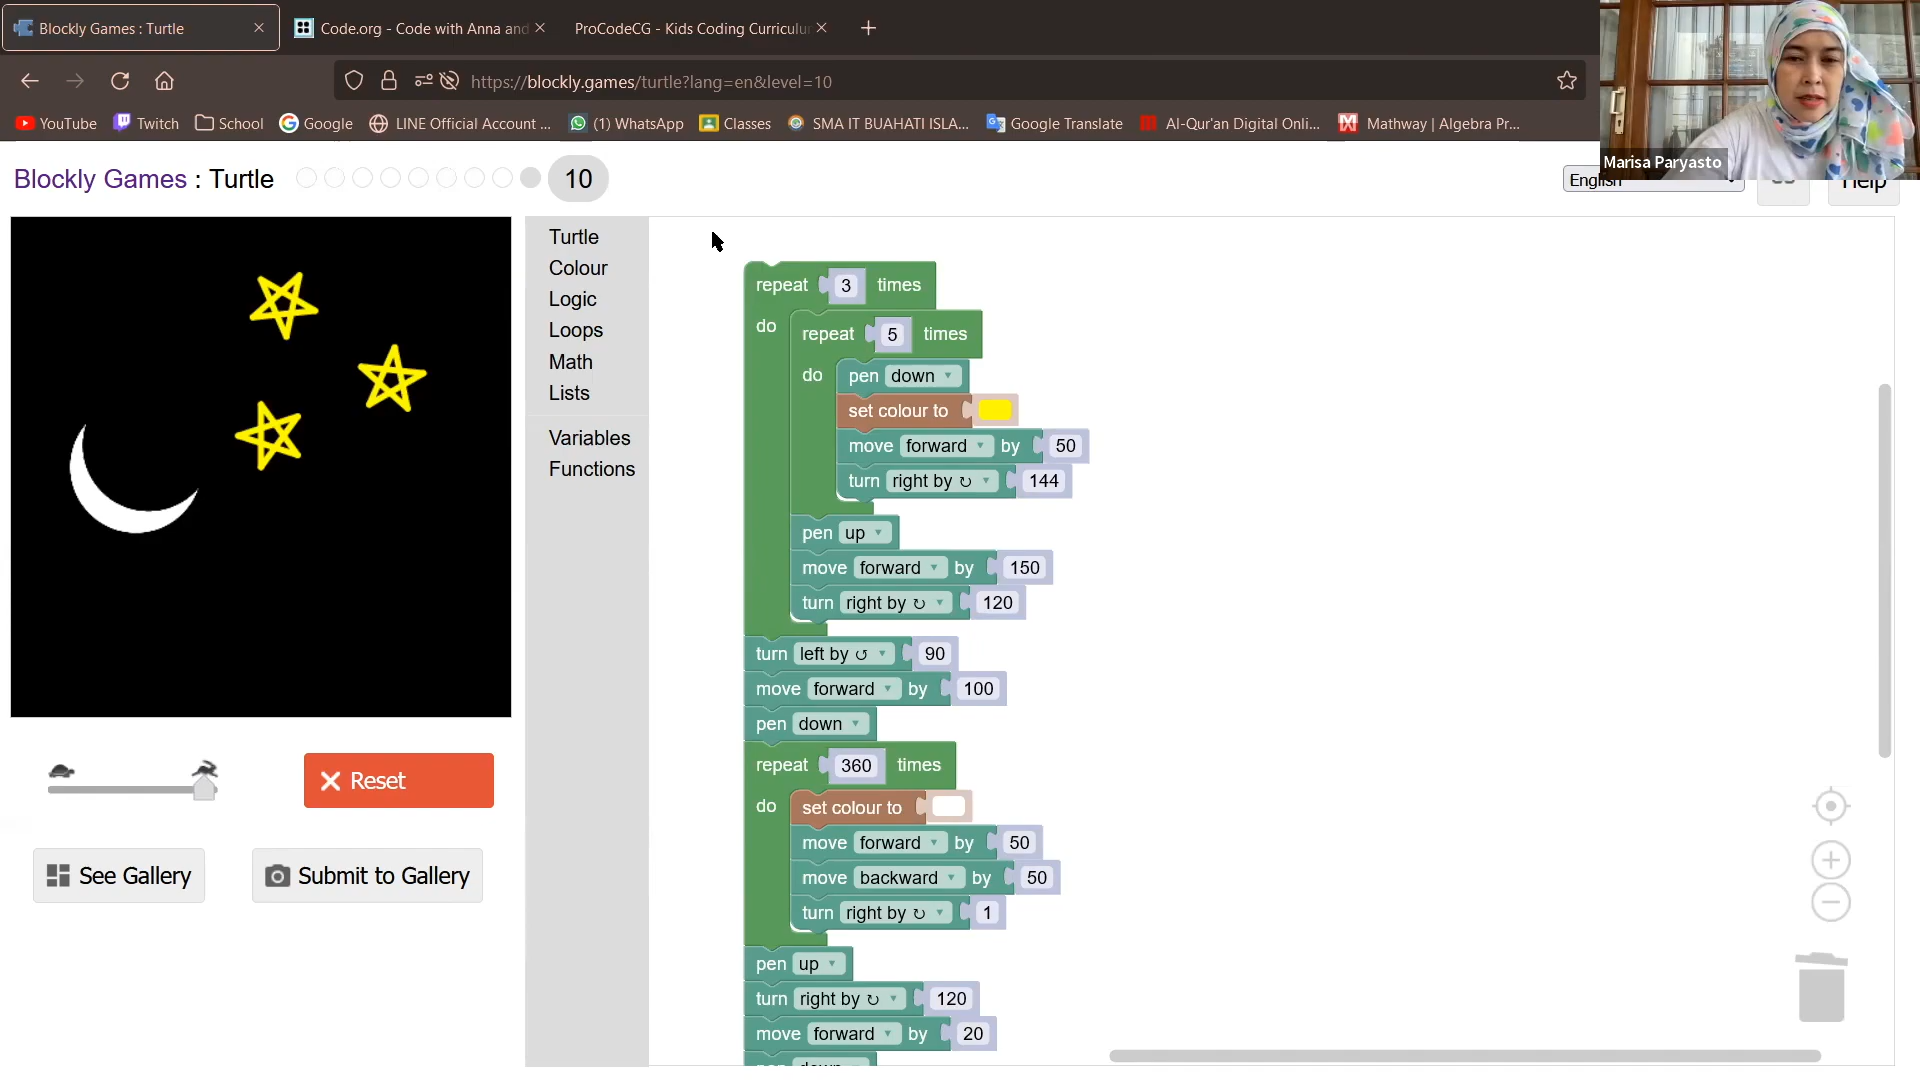 Blockly Games : Turtle
Code.org - Code with Anna and
ProCodeCG - Kids Coding Curriculu
https://blockly.games/turtle?lang=en&level=10
YouTube
Twitch
School
Google
LINE Official Account ...
(1) WhatsApp
Classes
SMA IT BUAHATI ISLA...
Google Translate
Al-Qur'an Digital Onli...
Mathway | Algebra Pr...
Marisa Paryasto
Blockly Games : Turtle
10
English
Help
Turtle
Colour
Logic
Loops
Math
Lists
Variables
Functions
repeat 3 times
do repeat 5 times
do pen down
set colour to
move forward by 50
turn right by ↻ 144
pen up
move forward by 150
turn right by ↻ 120
turn left by ↺ 90
move forward by 100
pen down
repeat 360 times
do set colour to
move forward by 50
move backward by 50
turn right by ↻ 1
pen up
turn right by ↻ 120
move forward by 20
Reset
See Gallery
Submit to Gallery